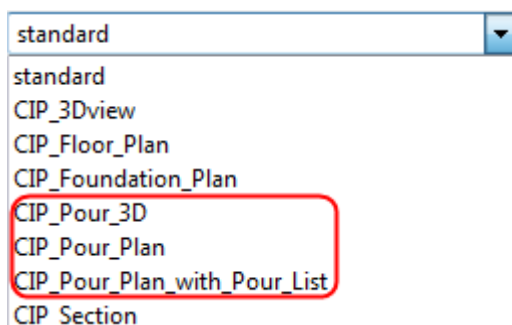 standard
standard
CIP_3Dview
CIP_Floor_Plan
CIP_Foundation_Plan
CIP_Pour_3D
CIP_Pour_Plan
CIP_Pour_Plan_with_Pour_List
CIP_Section